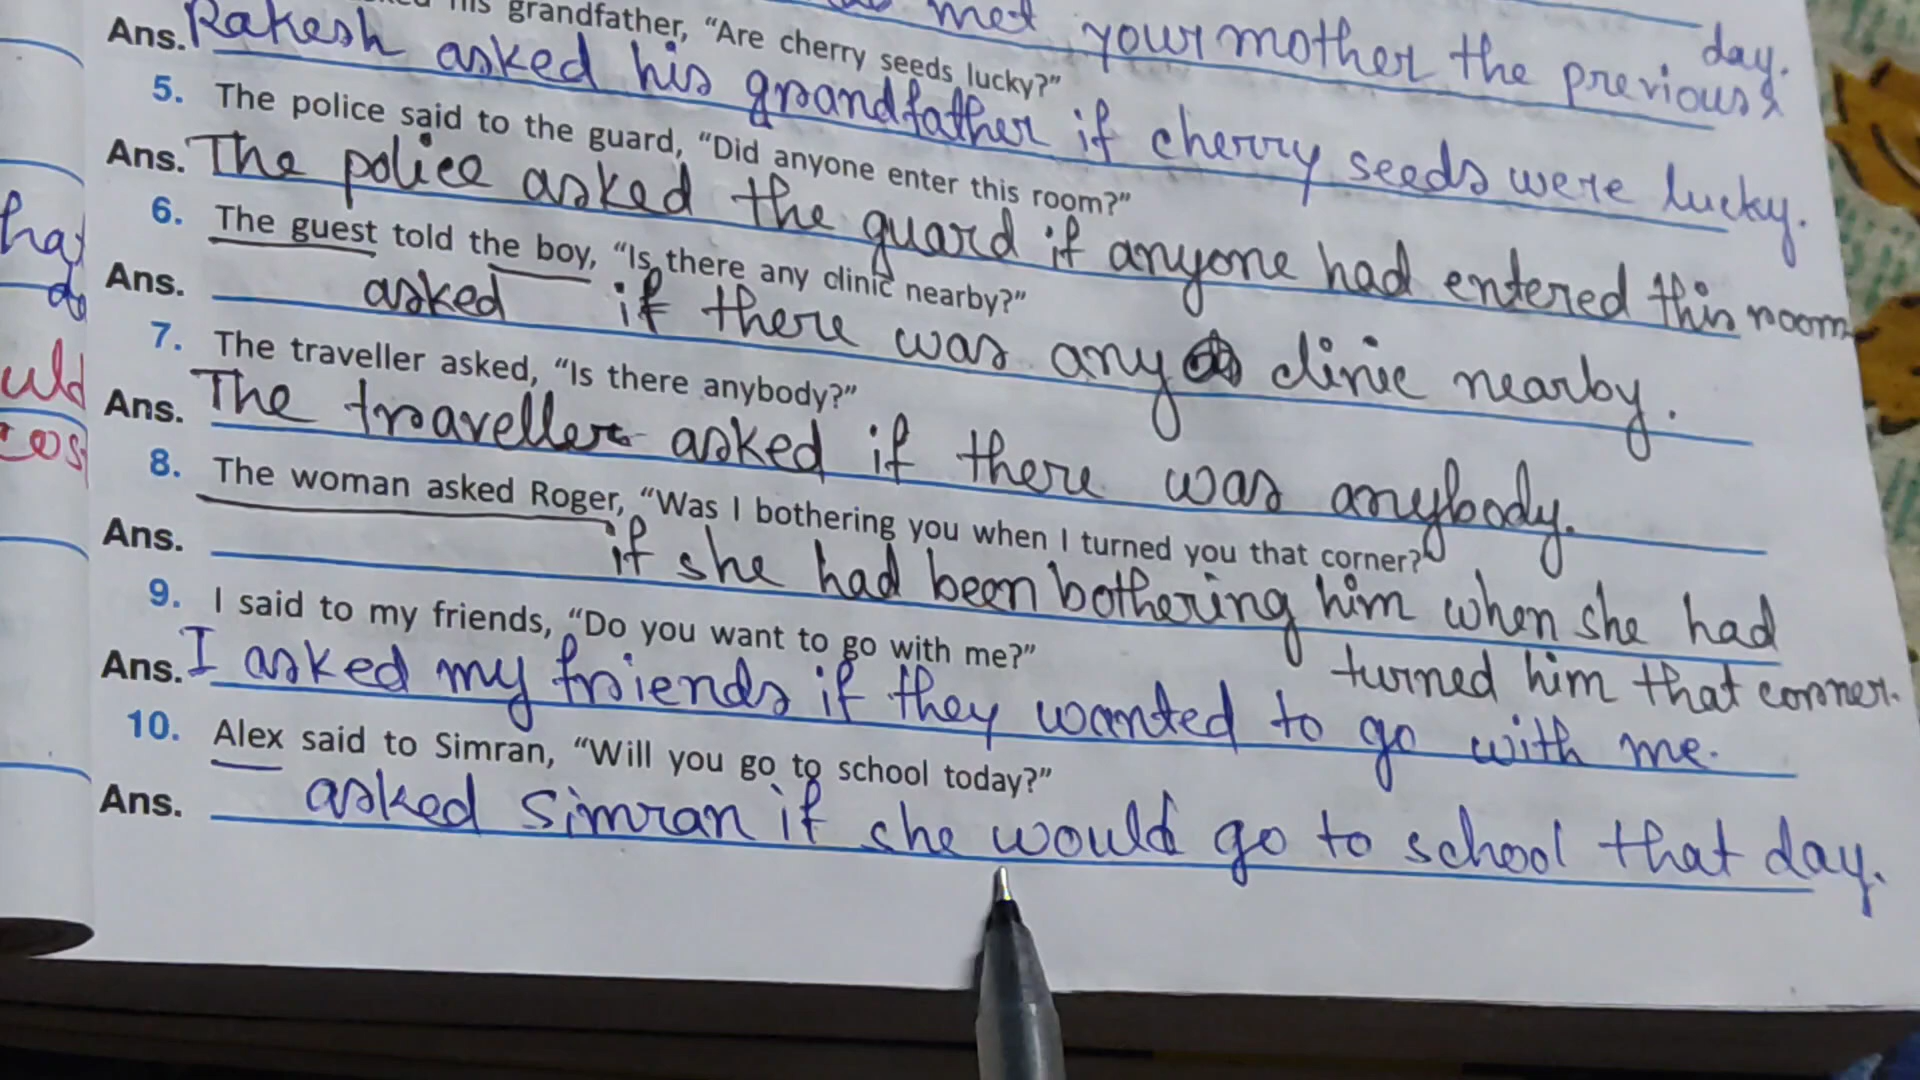 met your mother the previous day.
his grandfather, “Are cherry seeds lucky?”
Ans. Rakesh asked his grandfather if cherry seeds were lucky.
5. The police said to the guard, “Did anyone enter this room?”
Ans. The police asked the guard if anyone had entered this room
6. The guest told the boy, “Is there any clinic nearby?”
Ans. asked if there was any clinic nearby.
7. The traveller asked, “Is there anybody?”
Ans. The traveller asked if there was anybody.
8. The woman asked Roger, “Was I bothering you when I turned you that corner?”
Ans. if she had been bothering him when she had
turned him that corner.
9. I said to my friends, “Do you want to go with me?”
Ans. I asked my friends if they wanted to go with me.
10. Alex said to Simran, “Will you go to school today?”
Ans. asked Simran if she would go to school that day.